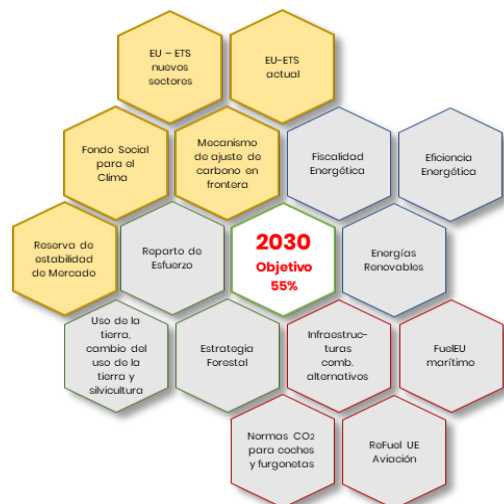 EU – ETS
nuevos
sectores
EU-ETS
actual
Fondo Social
para el
Clima
Mecanismo
de ajuste de
carbono en
frontera
Fiscalidad
Energética
Eficiencia
Energética
Reserva de
estabilidad
de Mercado
Reparto de
Esfuerzo
2030
Objetivo
55%
Energías
Renovables
Uso de la
tierra,
cambio del
uso de la
tierra y
silvicultura
Estrategia
Forestal
Infraestruc-
turas
comb.
alternativos
FuelEU
marítimo
Normas CO₂
para coches
y furgonetas
ReFuel UE
Aviación